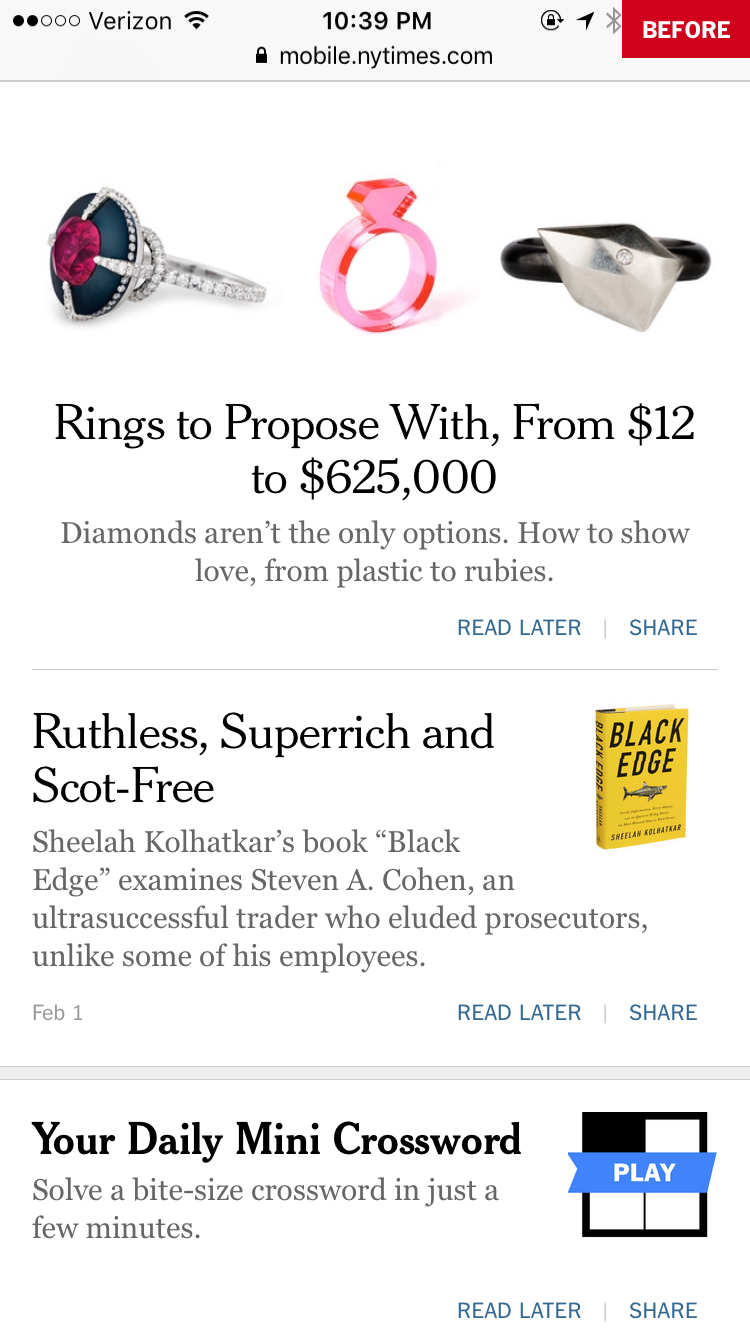 Verizon 10:39 PM
BEFORE
mobile.nytimes.com
Rings to Propose With, From $12
to $625,000
Diamonds aren’t the only options. How to show
love, from plastic to rubies.
READ LATER | SHARE
Ruthless, Superrich and
Scot-Free
BLACK
EDGE
SHEELAH KOLHATKAR
BLACK EDGE
Sheelah Kolhatkar’s book “Black
Edge” examines Steven A. Cohen, an
ultrasuccessful trader who eluded prosecutors,
unlike some of his employees.
Feb 1 READ LATER | SHARE
Your Daily Mini Crossword
PLAY
Solve a bite-size crossword in just a
few minutes.
READ LATER | SHARE